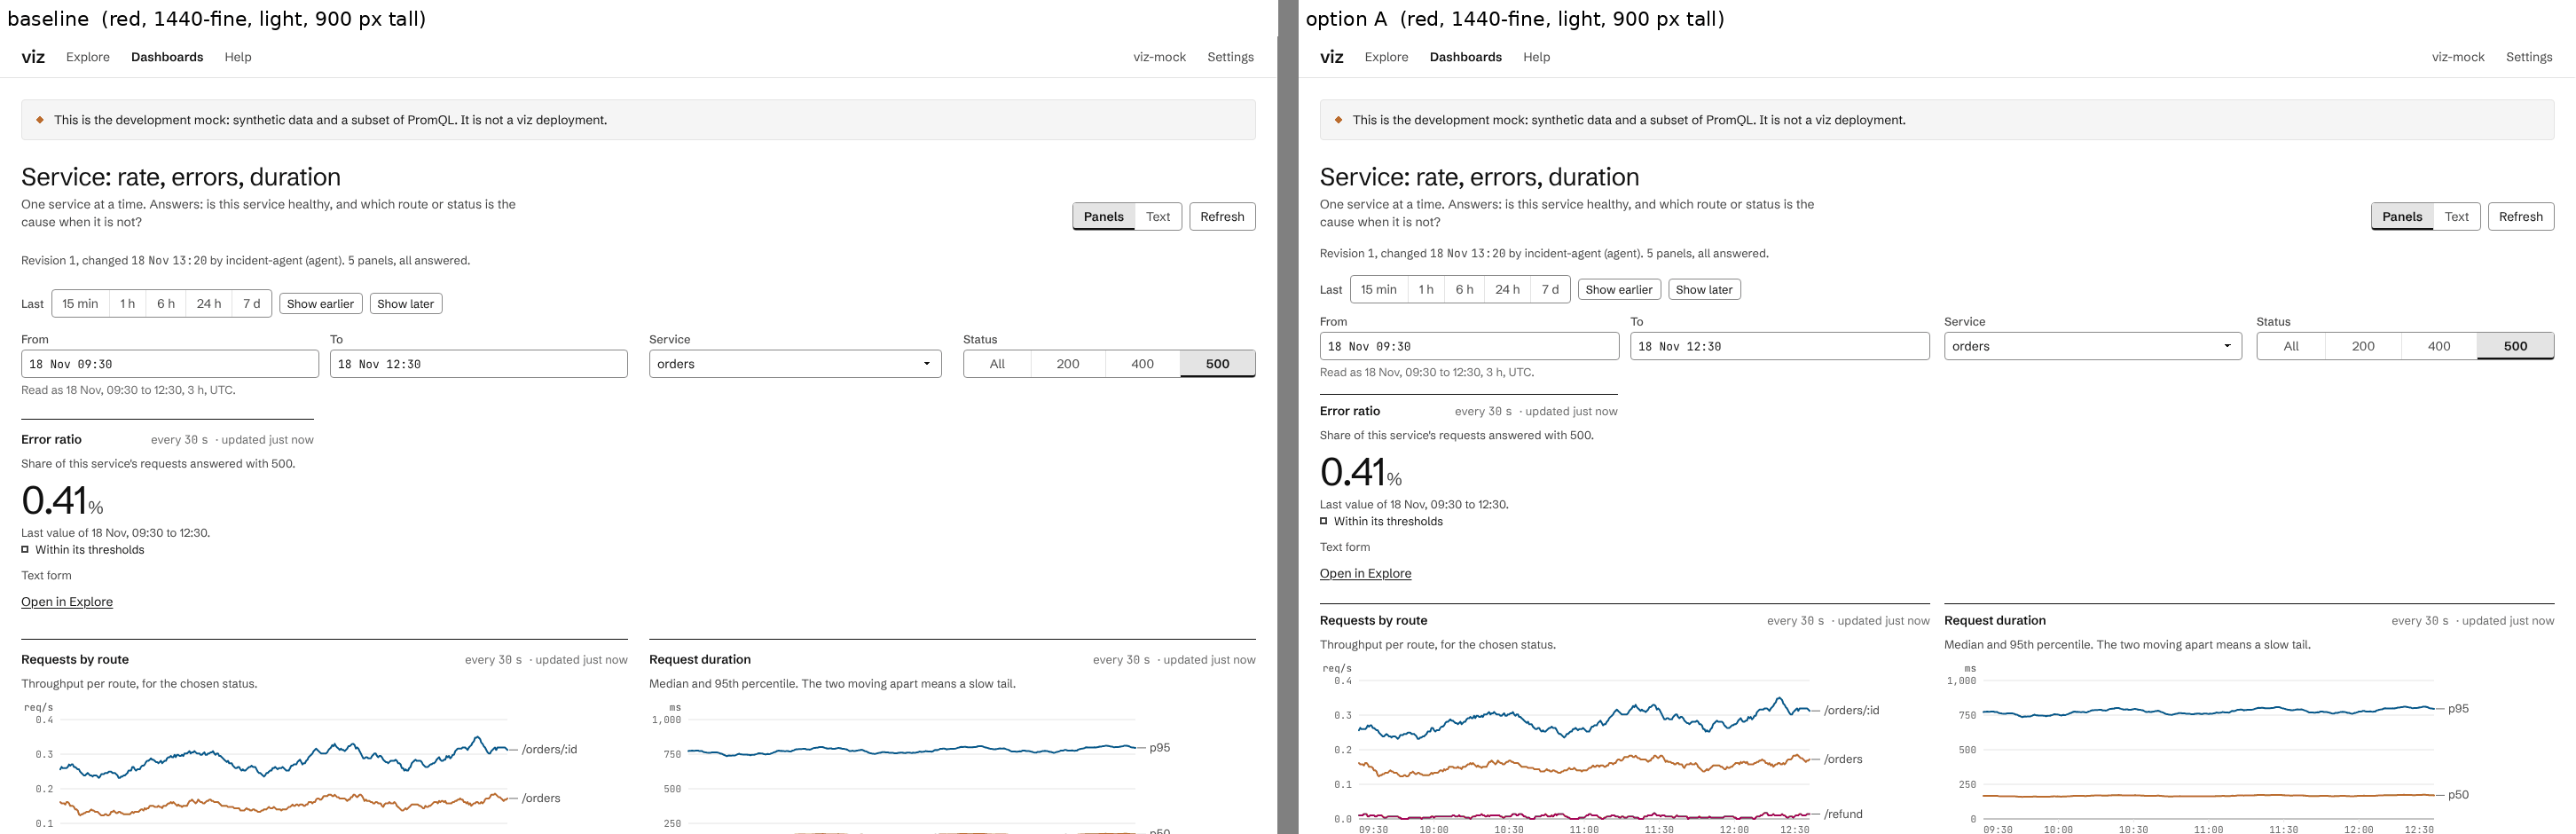 baseline  (red, 1440-fine, light, 900 px tall)
viz Explore Dashboards Help viz-mock Settings
This is the development mock: synthetic data and a subset of PromQL. It is not a viz deployment.
Service: rate, errors, duration
One service at a time. Answers: is this service healthy, and which route or status is the
cause when it is not?
Panels Text Refresh
Revision 1, changed 18 Nov 13:20 by incident-agent (agent). 5 panels, all answered.
Last 15 min 1 h 6 h 24 h 7 d Show earlier Show later
From To Service Status
18 Nov 09:30 18 Nov 12:30 orders All 200 400 500
Read as 18 Nov, 09:30 to 12:30, 3 h, UTC.
Error ratio every 30 s · updated just now
Share of this service's requests answered with 500.
0.41%
Last value of 18 Nov, 09:30 to 12:30.
Within its thresholds
Text form
Open in Explore
Requests by route every 30 s · updated just now
Throughput per route, for the chosen status.
req/s
0.4
0.3
0.2
0.1
/orders/:id
/orders
Request duration every 30 s · updated just now
Median and 95th percentile. The two moving apart means a slow tail.
ms
1,000
750
500
250
p95
p50
option A  (red, 1440-fine, light, 900 px tall)
viz Explore Dashboards Help viz-mock Settings
This is the development mock: synthetic data and a subset of PromQL. It is not a viz deployment.
Service: rate, errors, duration
One service at a time. Answers: is this service healthy, and which route or status is the
cause when it is not?
Panels Text Refresh
Revision 1, changed 18 Nov 13:20 by incident-agent (agent). 5 panels, all answered.
Last 15 min 1 h 6 h 24 h 7 d Show earlier Show later
From To Service Status
18 Nov 09:30 18 Nov 12:30 orders All 200 400 500
Read as 18 Nov, 09:30 to 12:30, 3 h, UTC.
Error ratio every 30 s · updated just now
Share of this service's requests answered with 500.
0.41%
Last value of 18 Nov, 09:30 to 12:30.
Within its thresholds
Text form
Open in Explore
Requests by route every 30 s · updated just now
Throughput per route, for the chosen status.
req/s
0.4
0.3
0.2
0.1
0.0
/orders/:id
/orders
/refund
09:30 10:00 10:30 11:00 11:30 12:00 12:30
Request duration every 30 s · updated just now
Median and 95th percentile. The two moving apart means a slow tail.
ms
1,000
750
500
250
0
p95
p50
09:30 10:00 10:30 11:00 11:30 12:00 12:30